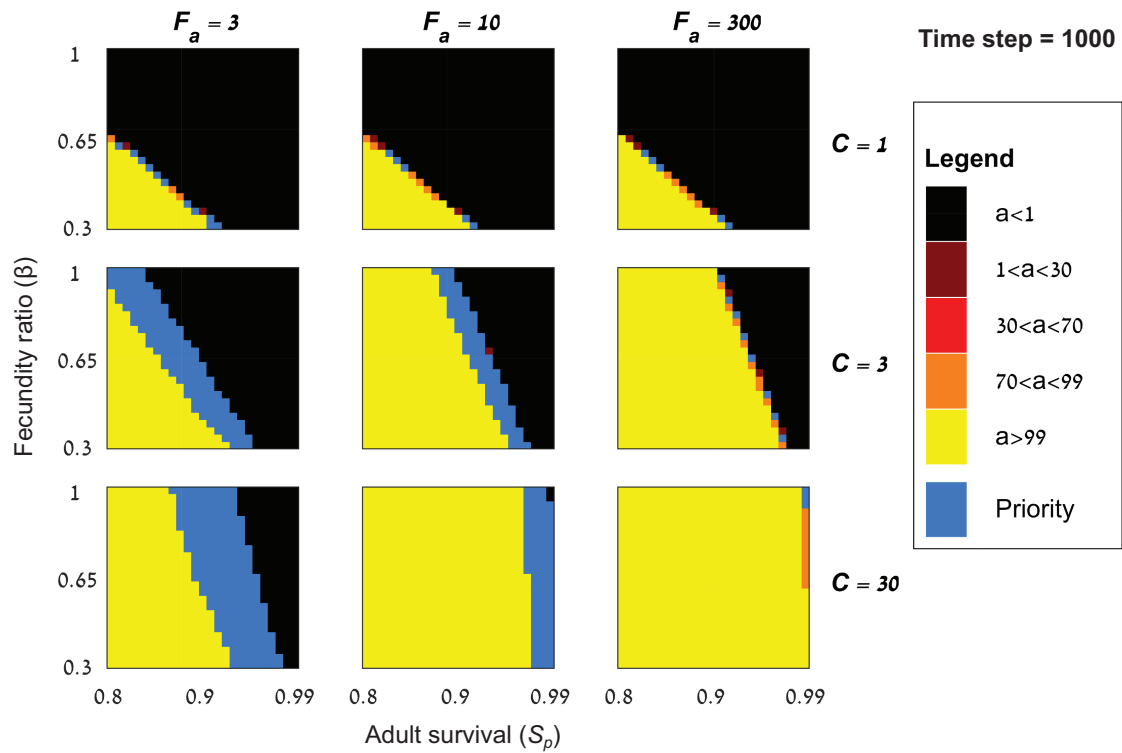 F_a = 3
F_a = 10
F_a = 300
Time step = 1000
1
0.65
0.3
C = 1
1
0.65
0.3
C = 3
1
0.65
0.3
C = 30
Fecundity ratio (β)
0.8 0.9 0.99
0.8 0.9 0.99
0.8 0.9 0.99
Adult survival (S_p)
Legend
a<1
1<a<30
30<a<70
70<a<99
a>99
Priority